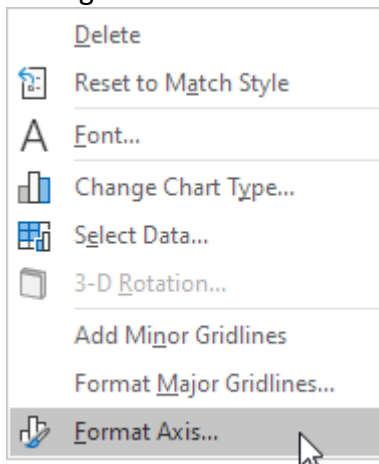 Delete
Reset to Match Style
Font...
Change Chart Type...
Select Data...
3-D Rotation...
Add Minor Gridlines
Format Major Gridlines...
Format Axis...